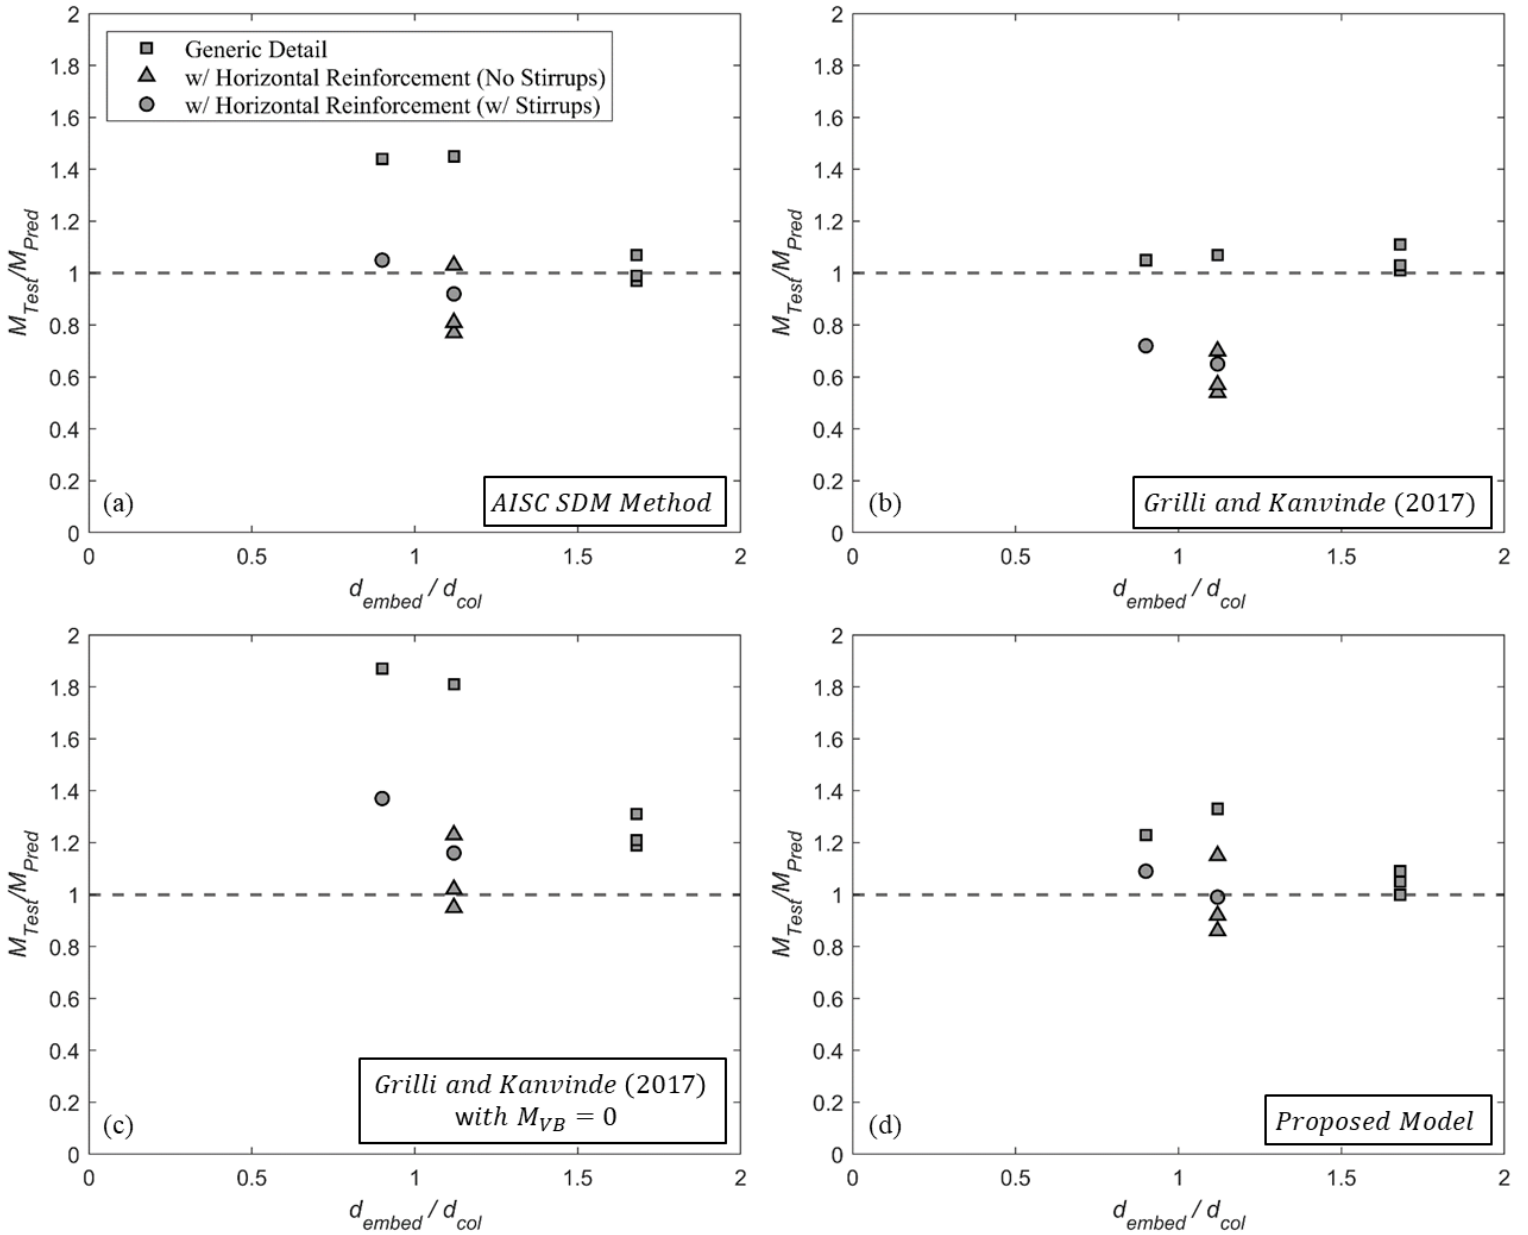 2
1.8
1.6
1.4
1.2
1
0.8
0.6
0.4
0.2
0
Generic Detail
w/ Horizontal Reinforcement (No Stirrups)
w/ Horizontal Reinforcement (w/ Stirrups)
M_Test/M_Pred
(a)
AISC SDM Method
0 0.5 1 1.5 2
d_embed / d_col
2
1.8
1.6
1.4
1.2
1
0.8
0.6
0.4
0.2
0
M_Test/M_Pred
(b)
Grilli and Kanvinde (2017)
0 0.5 1 1.5 2
d_embed / d_col
2
1.8
1.6
1.4
1.2
1
0.8
0.6
0.4
0.2
0
M_Test/M_Pred
(c)
Grilli and Kanvinde (2017)
with M_VB = 0
0 0.5 1 1.5 2
d_embed / d_col
2
1.8
1.6
1.4
1.2
1
0.8
0.6
0.4
0.2
0
M_Test/M_Pred
(d)
Proposed Model
0 0.5 1 1.5 2
d_embed / d_col